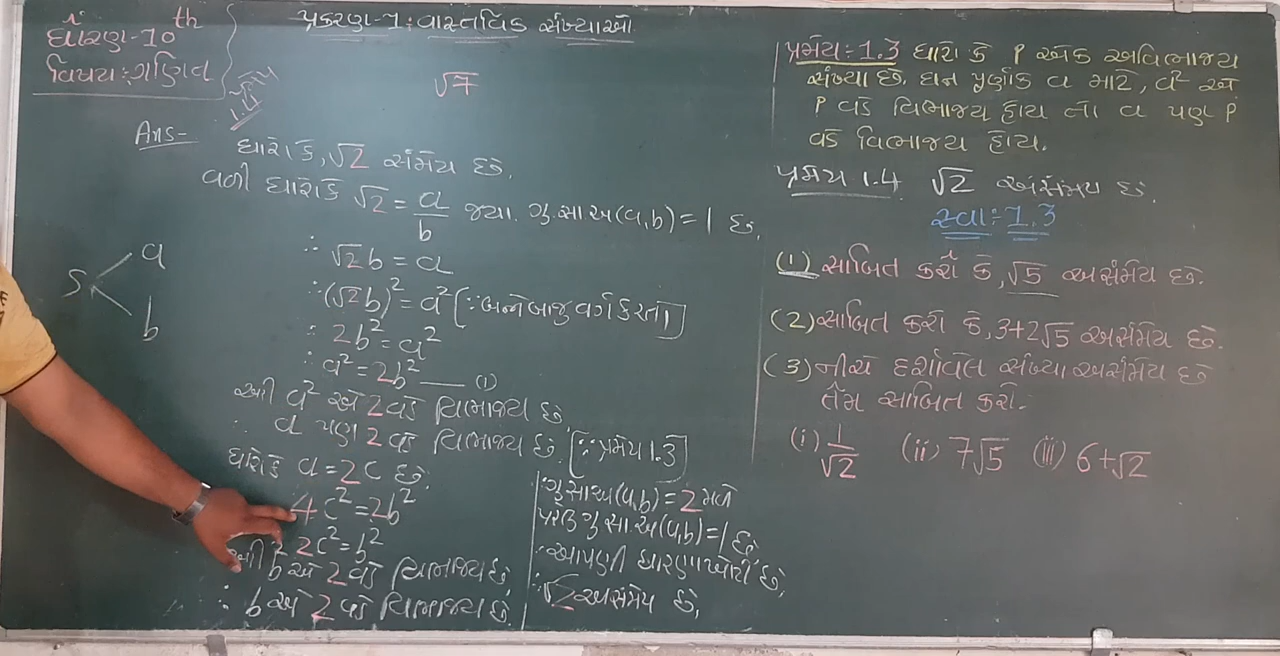 ધોરણ-10th
વિષય:ગણિત
પ્રકરણ-1:વાસ્તવિક સંખ્યાઓ
√7
Ans-
ધારોકે,√2 સંમેય છે.
વળી ધારોકે √2 = a/b જ્યા. ગુ.સા.અ(a,b)=1 છે.
∴ √2b = a
∴(√2b)² = a² [∵બન્ને બાજુ વર્ગ કરતા]
∴ 2b² = a²
∴ a² = 2b² —— (1)
અહી a² એ 2 વડે વિભાજ્ય છે.
∴ a પણ 2 વડે વિભાજ્ય છે. [∵પ્રમેય 1.3]
ધારોકે a = 2c છે.
4c² = 2b²
2c² = b²
અહી b² એ 2 વડે વિભાજ્ય છે.
∴ b એ 2 વડે વિભાજ્ય છે.
5
a
b
ગુ.સા.અ(a,b) = 2 મળે
પરંતુ ગુ.સા.અ(a,b)=1 છે
∴આપણી ધારણા ખોટી છે.
∴√2 અસંમેય છે.
પ્રમેય:1.3 ધારો કે P એક અવિભાજ્ય
સંખ્યા છે. ધન પૂર્ણાંક a માટે, a² એ
P વડે વિભાજ્ય હોય તો a પણ P
વડે વિભાજ્ય હોય.
પ્રમેય 1.4 √2 અસંમેય છે.
સ્વા:1.3
(1) સાબિત કરો કે,√5 અસંમેય છે.
(2) સાબિત કરો કે, 3+2√5 અસંમેય છે.
(3) નીચે દર્શાવેલ સંખ્યા અસંમેય છે
તેમ સાબિત કરો.
(i) 1/√2 (ii) 7√5 (iii) 6+√2